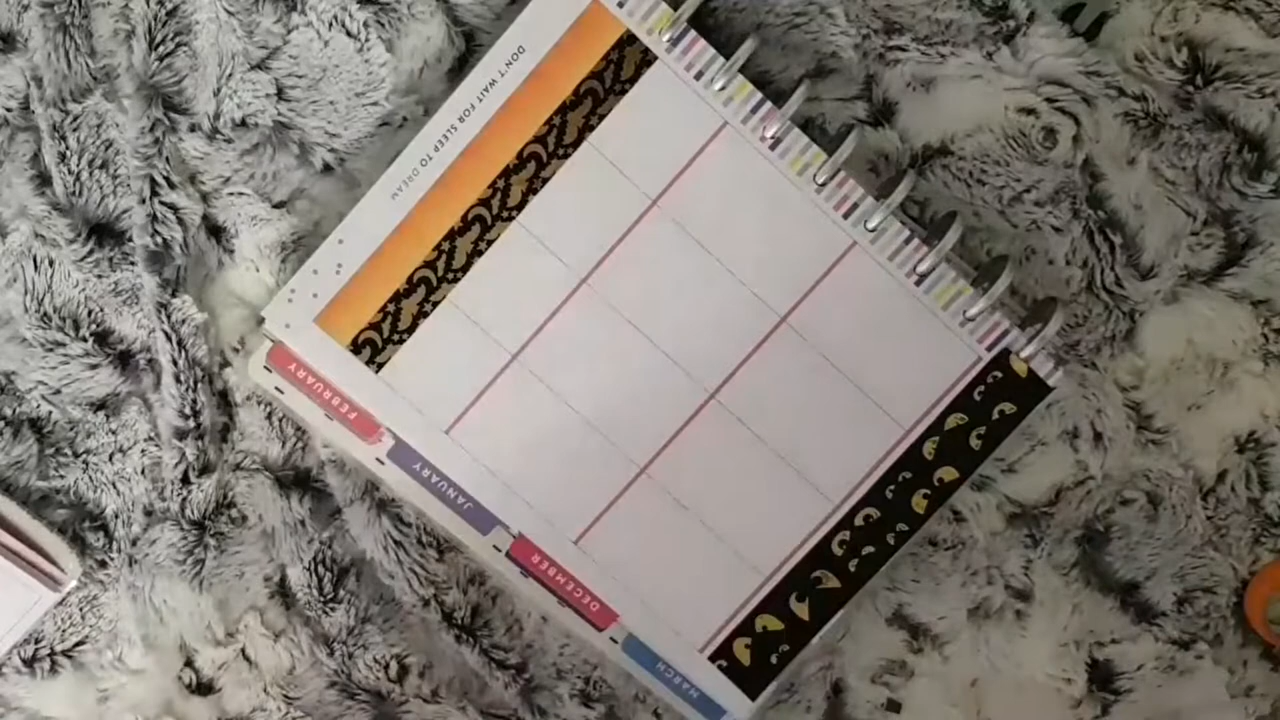 DON'T WAIT FOR SLEEP TO DREAM
FEBRUARY
JANUARY
DECEMBER
MARCH